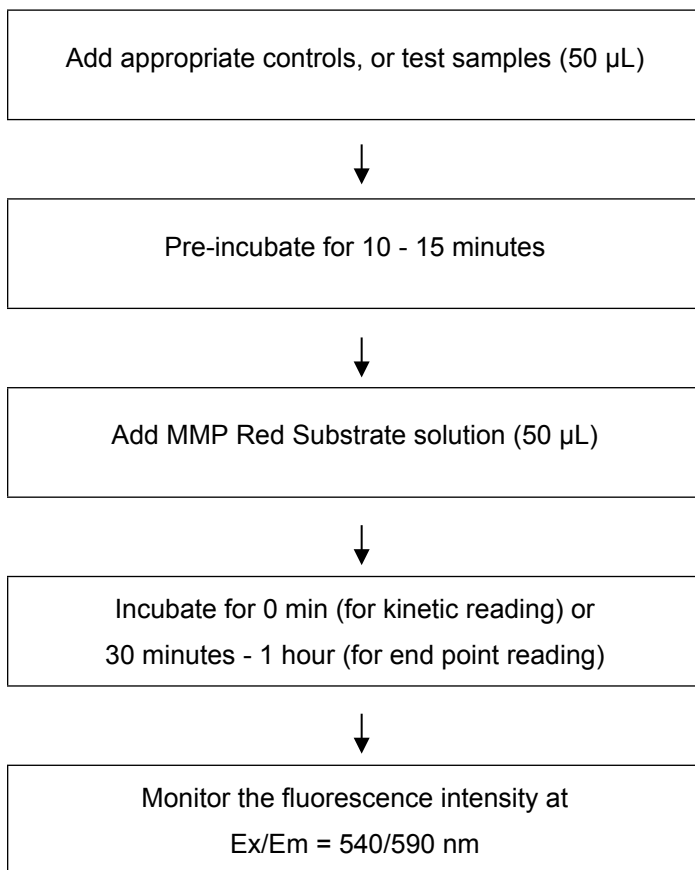 Add appropriate controls, or test samples (50 µL)
Pre-incubate for 10 - 15 minutes
Add MMP Red Substrate solution (50 µL)
Incubate for 0 min (for kinetic reading) or
30 minutes - 1 hour (for end point reading)
Monitor the fluorescence intensity at
Ex/Em = 540/590 nm